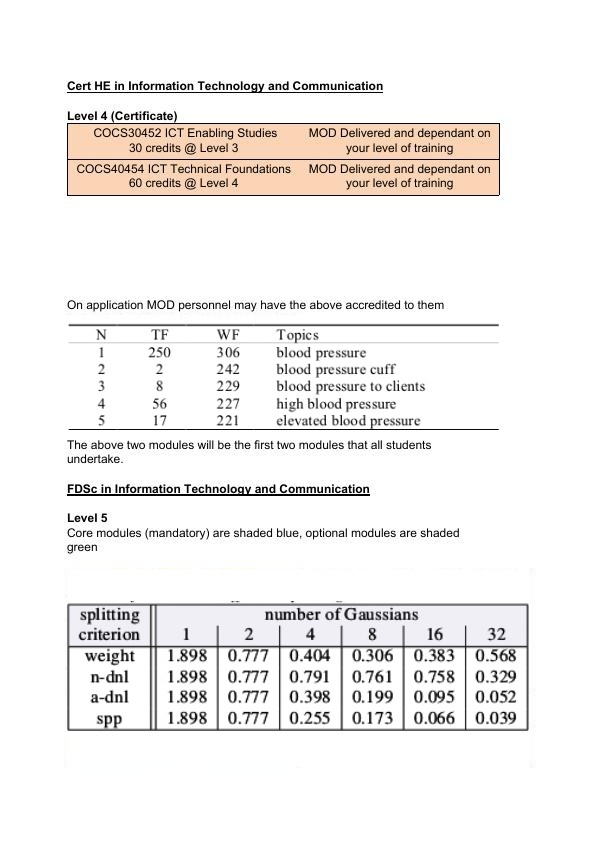 Cert HE in Information Technology and Communication
Level 4 (Certificate)
COCS30452 ICT Enabling Studies MOD Delivered and dependant on
30 credits @ Level 3 your level of training
COCS40454 ICT Technical Foundations MOD Delivered and dependant on
60 credits @ Level 4 your level of training
On application MOD personnel may have the above accredited to them
N TF WF Topics
1 250 306 blood pressure
2 2 242 blood pressure cuff
3 8 229 blood pressure to clients
4 56 227 high blood pressure
5 17 221 elevated blood pressure
The above two modules will be the first two modules that all students
undertake.
FDSc in Information Technology and Communication
Level 5
Core modules (mandatory) are shaded blue, optional modules are shaded
green
splitting number of Gaussians
criterion 1 2 4 8 16 32
weight 1.898 0.777 0.404 0.306 0.383 0.568
n-dnl 1.898 0.777 0.791 0.761 0.758 0.329
a-dnl 1.898 0.777 0.398 0.199 0.095 0.052
spp 1.898 0.777 0.255 0.173 0.066 0.039